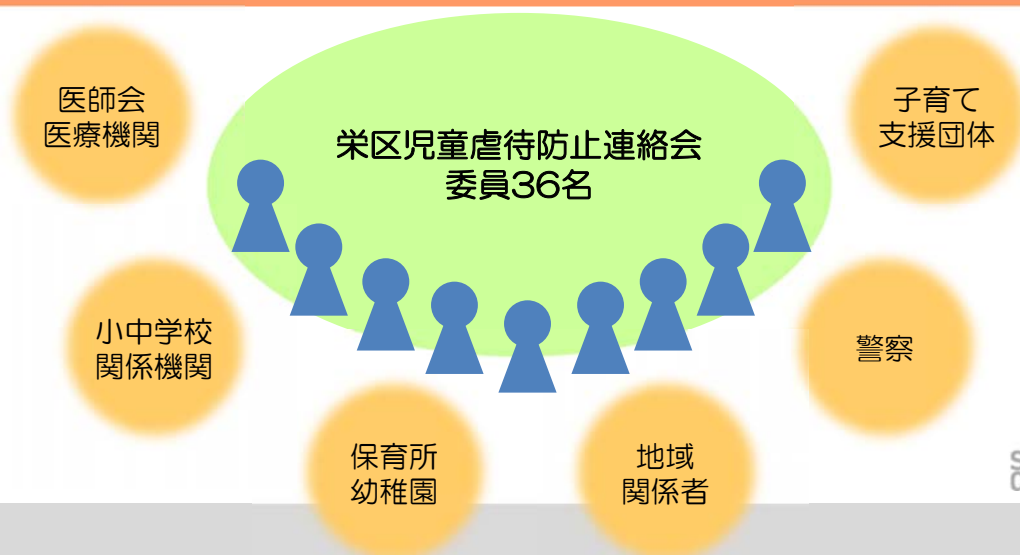 医師会
医療機関
子育て
支援団体
栄区児童虐待防止連絡会
委員36名
小中学校
関係機関
警察
保育所
幼稚園
地域
関係者